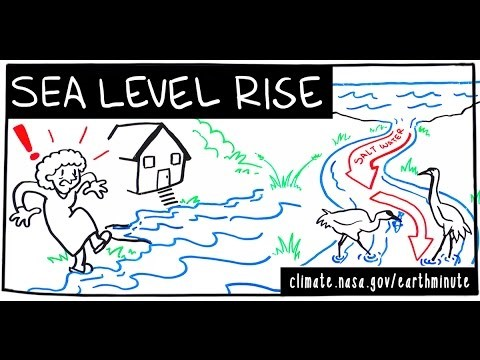 SEA LEVEL RISE
!
SALT WATER
climate.nasa.gov/earthminute